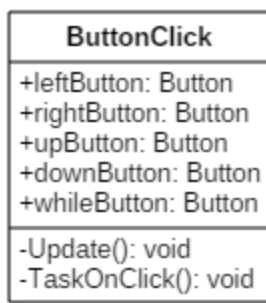 ButtonClick
+leftButton: Button
+rightButton: Button
+upButton: Button
+downButton: Button
+whileButton: Button
-Update(): void
-TaskOnClick(): void